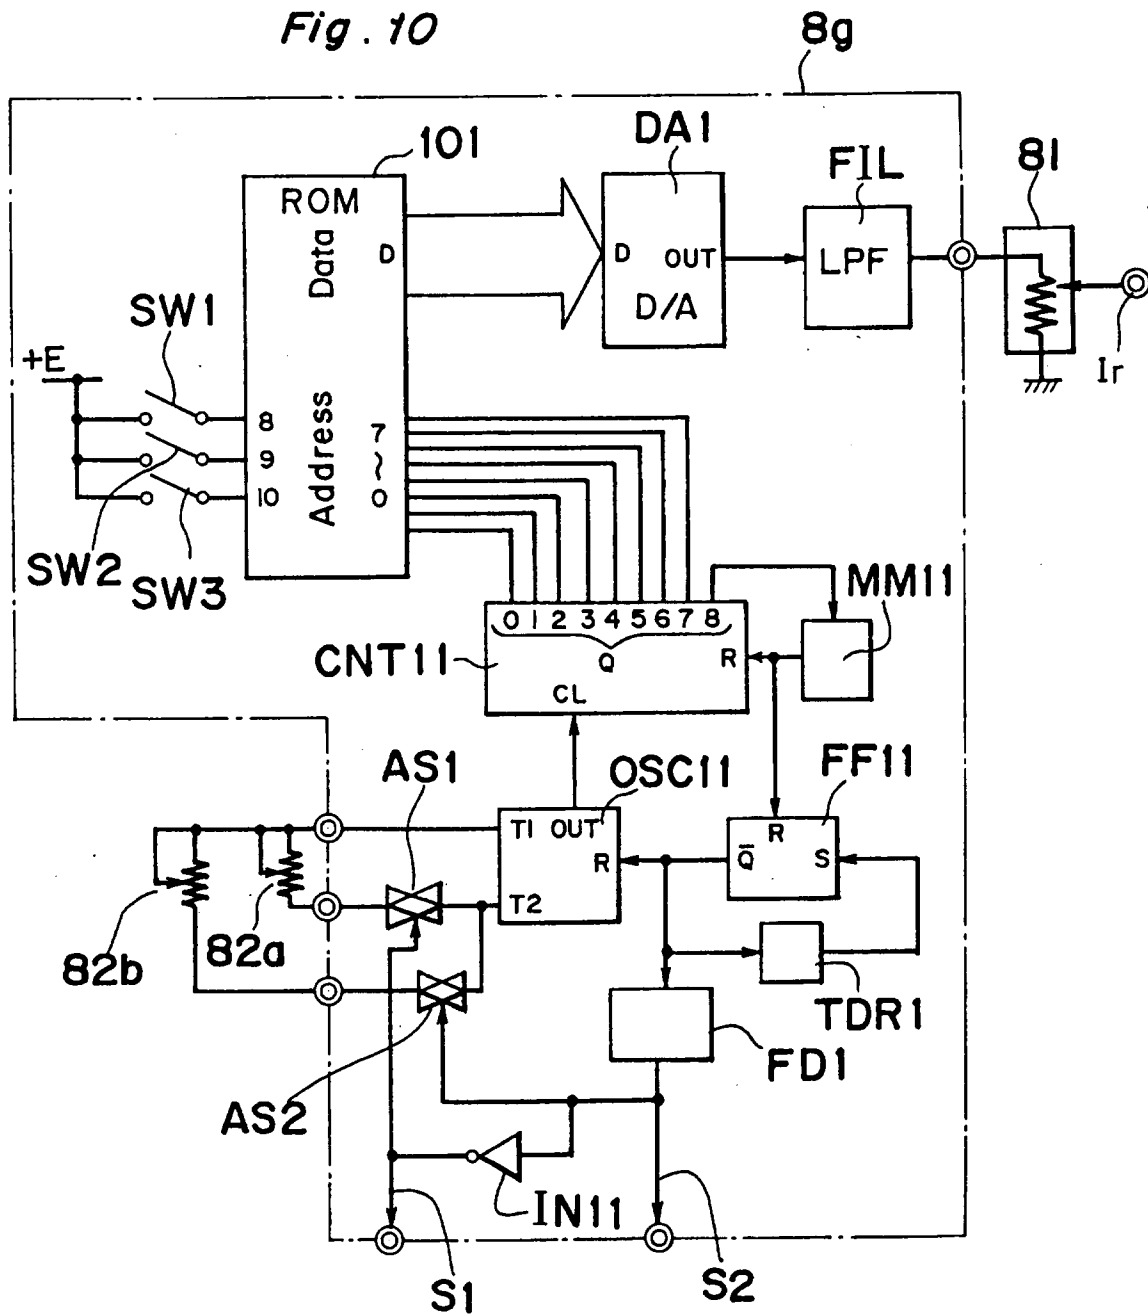 Fig. 10
8g
101
DA1
FIL
81
ROM
Data
D
D
OUT
D/A
LPF
Ir
SW1
+E
8
9
10
Address
7
~
0
SW2
SW3
MM11
0 1 2 3 4 5 6 7 8
Q
R
CNT11
CL
AS1
OSC11
FF11
T1 OUT
R
T2
R
Q̅
S
82b
82a
TDR1
FD1
AS2
IN11
S1
S2